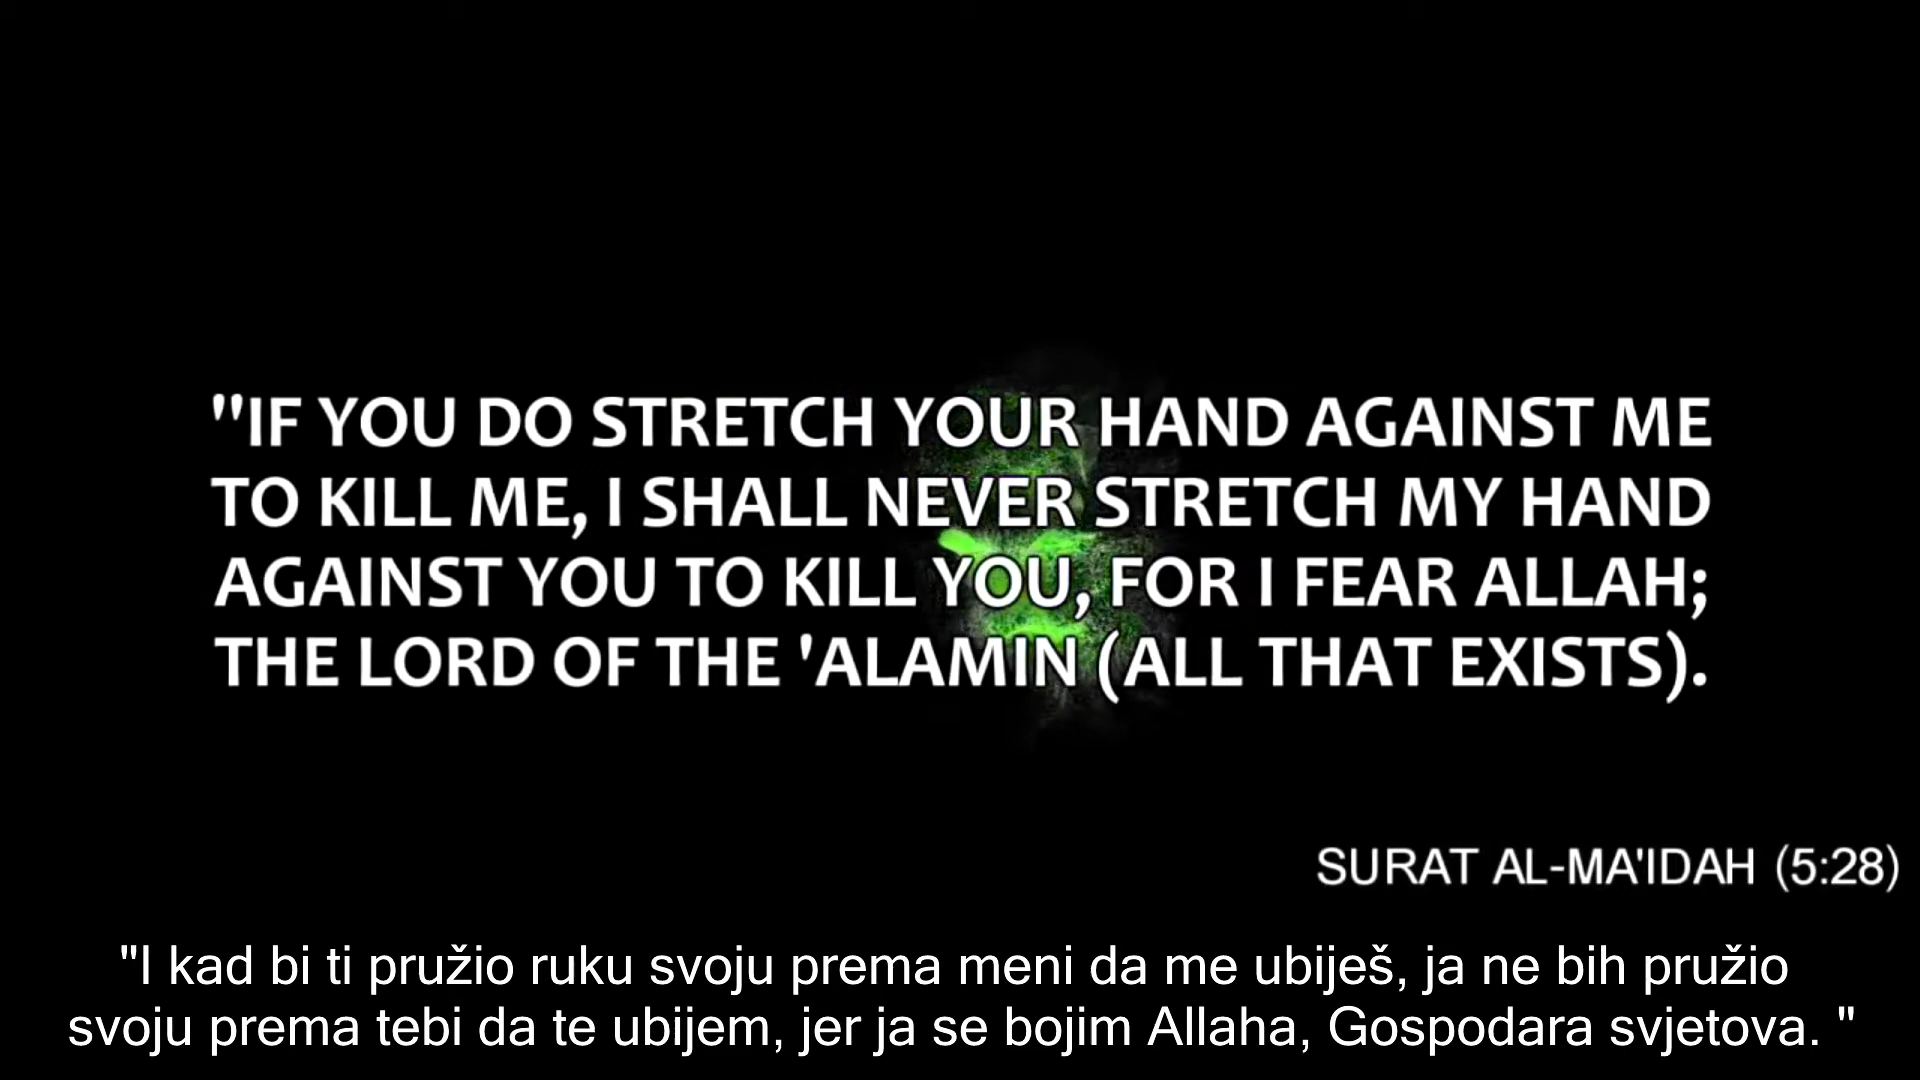 "IF YOU DO STRETCH YOUR HAND AGAINST ME
TO KILL ME, I SHALL NEVER STRETCH MY HAND
AGAINST YOU TO KILL YOU, FOR I FEAR ALLAH;
THE LORD OF THE 'ALAMIN (ALL THAT EXISTS).
SURAT AL-MA'IDAH (5:28)
"I kad bi ti pružio ruku svoju prema meni da me ubiješ, ja ne bih pružio
svoju prema tebi da te ubijem, jer ja se bojim Allaha, Gospodara svjetova. "